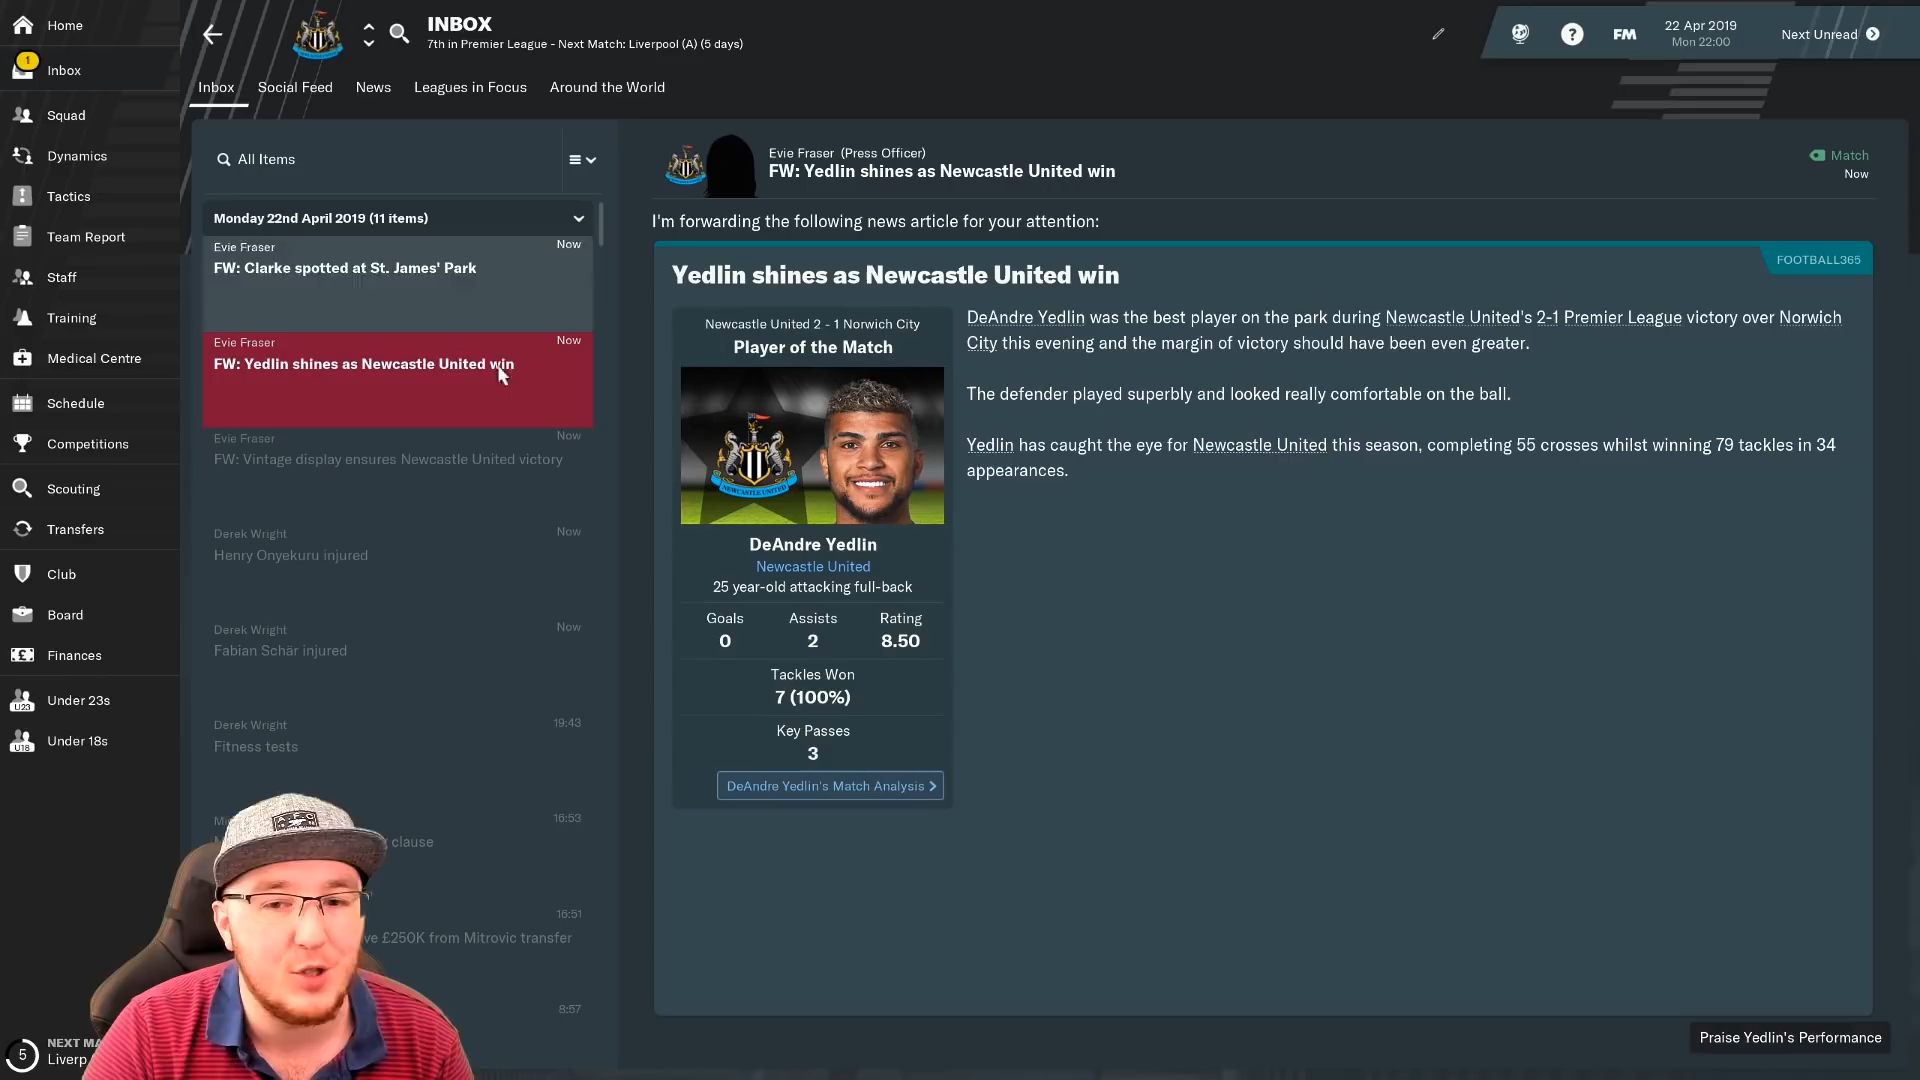 Home
1
Inbox
Squad
Dynamics
Tactics
Team Report
Staff
Training
Medical Centre
Schedule
Competitions
Scouting
Transfers
Club
Board
Finances
U23
Under 23s
U18
Under 18s
5
NEXT MA
Liverp
INBOX
7th in Premier League - Next Match: Liverpool (A) (5 days)
?
FM
22 Apr 2019
Mon 22:00
Next Unread
Inbox
Social Feed
News
Leagues in Focus
Around the World
All Items
Monday 22nd April 2019 (11 items)
Evie Fraser
Now
FW: Clarke spotted at St. James' Park
Evie Fraser
Now
FW: Yedlin shines as Newcastle United win
Evie Fraser
Now
FW: Vintage display ensures Newcastle United victory
Derek Wright
Now
Henry Onyekuru injured
Derek Wright
Now
Fabian Schär injured
Derek Wright
19:43
Fitness tests
16:53
clause
16:51
ve £250K from Mitrovic transfer
8:57
Evie Fraser (Press Officer)
FW: Yedlin shines as Newcastle United win
Match
Now
I'm forwarding the following news article for your attention:
Yedlin shines as Newcastle United win
FOOTBALL365
Newcastle United 2 - 1 Norwich City
Player of the Match
NEWCASTLE UNITED
DeAndre Yedlin
Newcastle United
25 year-old attacking full-back
Goals
Assists
Rating
0
2
8.50
Tackles Won
7 (100%)
Key Passes
3
DeAndre Yedlin's Match Analysis
DeAndre Yedlin was the best player on the park during Newcastle United's 2-1 Premier League victory over Norwich
City this evening and the margin of victory should have been even greater.
The defender played superbly and looked really comfortable on the ball.
Yedlin has caught the eye for Newcastle United this season, completing 55 crosses whilst winning 79 tackles in 34
appearances.
Praise Yedlin's Performance